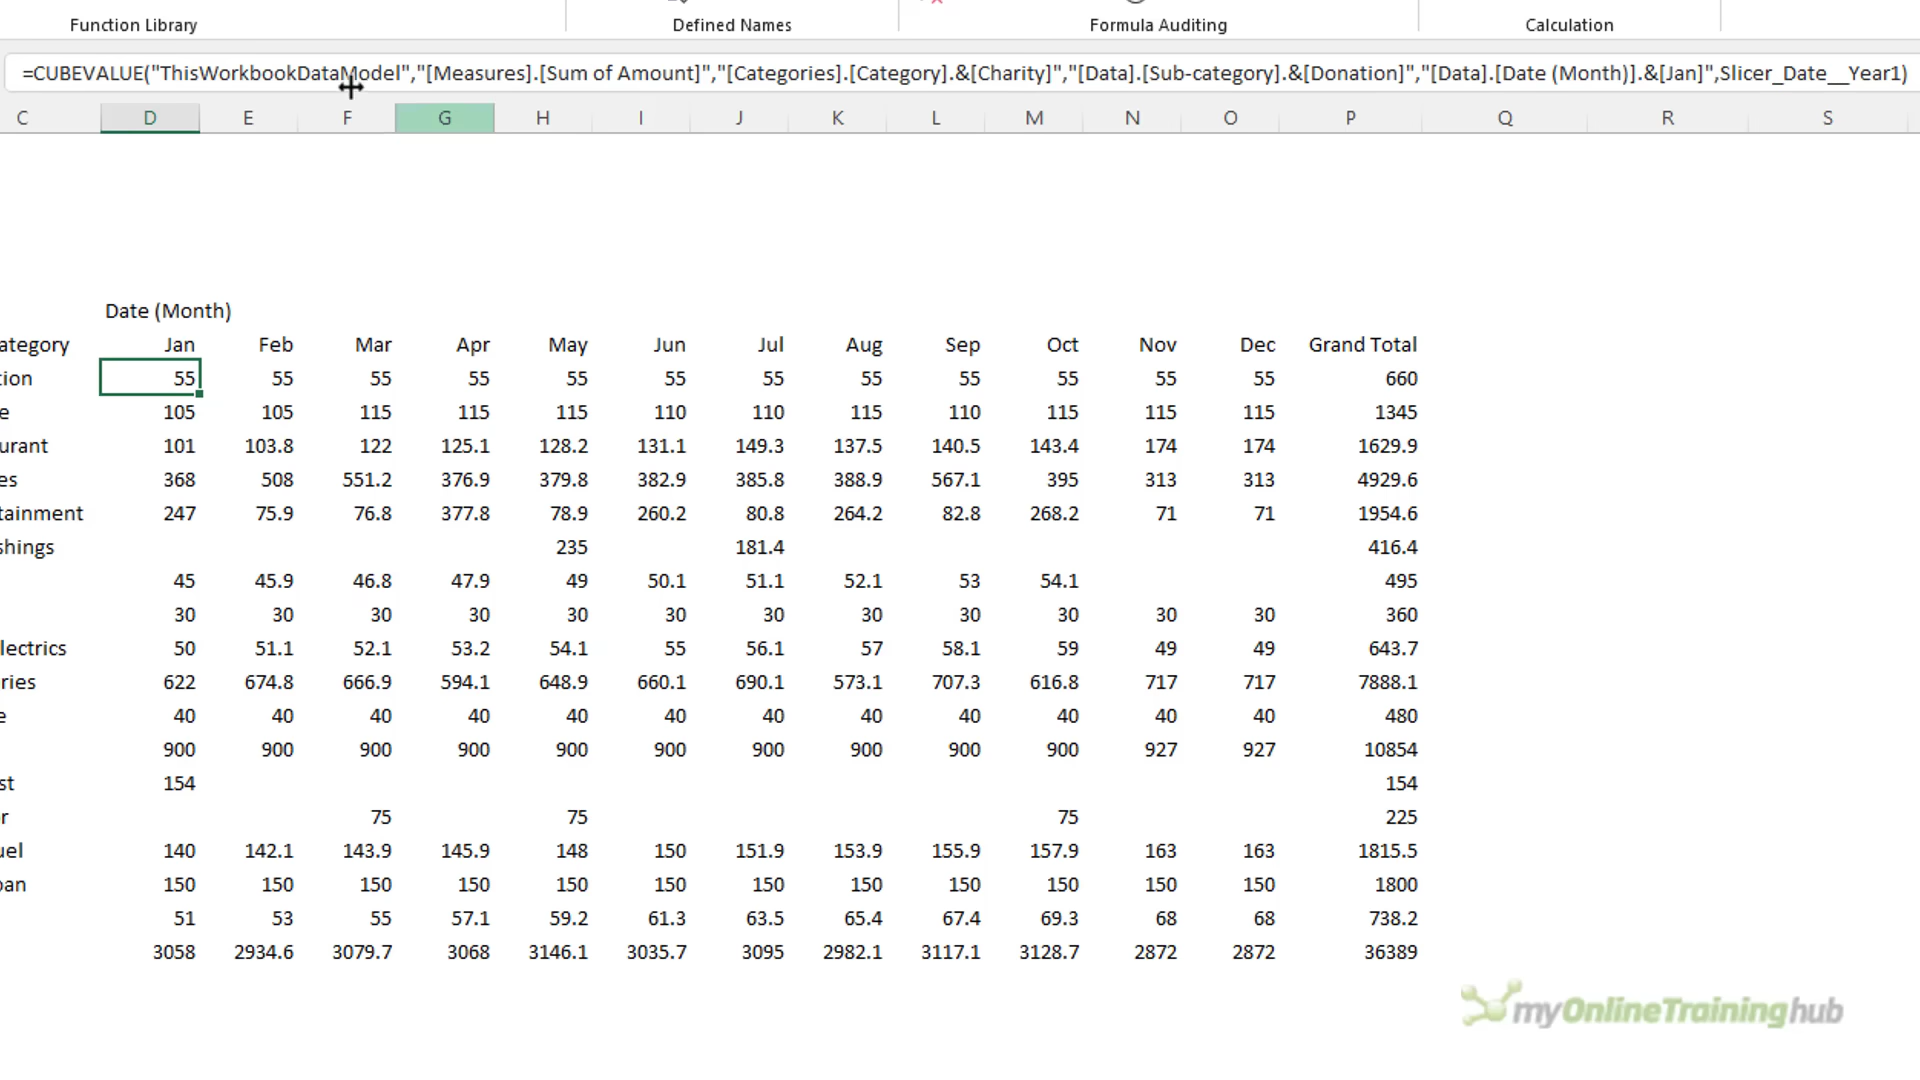 Function Library Defined Names Formula Auditing Calculation
=CUBEVALUE("ThisWorkbookDataModel","[Measures].[Sum of Amount]","[Categories].[Category].&[Charity]","[Data].[Sub-category].&[Donation]","[Data].[Date (Month)].&[Jan]",Slicer_Date__Year1)
C D E F G H I J K L M N O P Q R S
Date (Month)
ategory Jan Feb Mar Apr May Jun Jul Aug Sep Oct Nov Dec Grand Total
tion 55 55 55 55 55 55 55 55 55 55 55 55 660
e 105 105 115 115 115 110 110 115 110 115 115 115 1345
urant 101 103.8 122 125.1 128.2 131.1 149.3 137.5 140.5 143.4 174 174 1629.9
es 368 508 551.2 376.9 379.8 382.9 385.8 388.9 567.1 395 313 313 4929.6
tainment 247 75.9 76.8 377.8 78.9 260.2 80.8 264.2 82.8 268.2 71 71 1954.6
shings 235 181.4 416.4
45 45.9 46.8 47.9 49 50.1 51.1 52.1 53 54.1 495
30 30 30 30 30 30 30 30 30 30 30 30 360
lectrics 50 51.1 52.1 53.2 54.1 55 56.1 57 58.1 59 49 49 643.7
ries 622 674.8 666.9 594.1 648.9 660.1 690.1 573.1 707.3 616.8 717 717 7888.1
e 40 40 40 40 40 40 40 40 40 40 40 40 480
900 900 900 900 900 900 900 900 900 900 927 927 10854
st 154 154
r 75 75 75 225
uel 140 142.1 143.9 145.9 148 150 151.9 153.9 155.9 157.9 163 163 1815.5
oan 150 150 150 150 150 150 150 150 150 150 150 150 1800
51 53 55 57.1 59.2 61.3 63.5 65.4 67.4 69.3 68 68 738.2
3058 2934.6 3079.7 3068 3146.1 3035.7 3095 2982.1 3117.1 3128.7 2872 2872 36389
myOnlineTraininghub